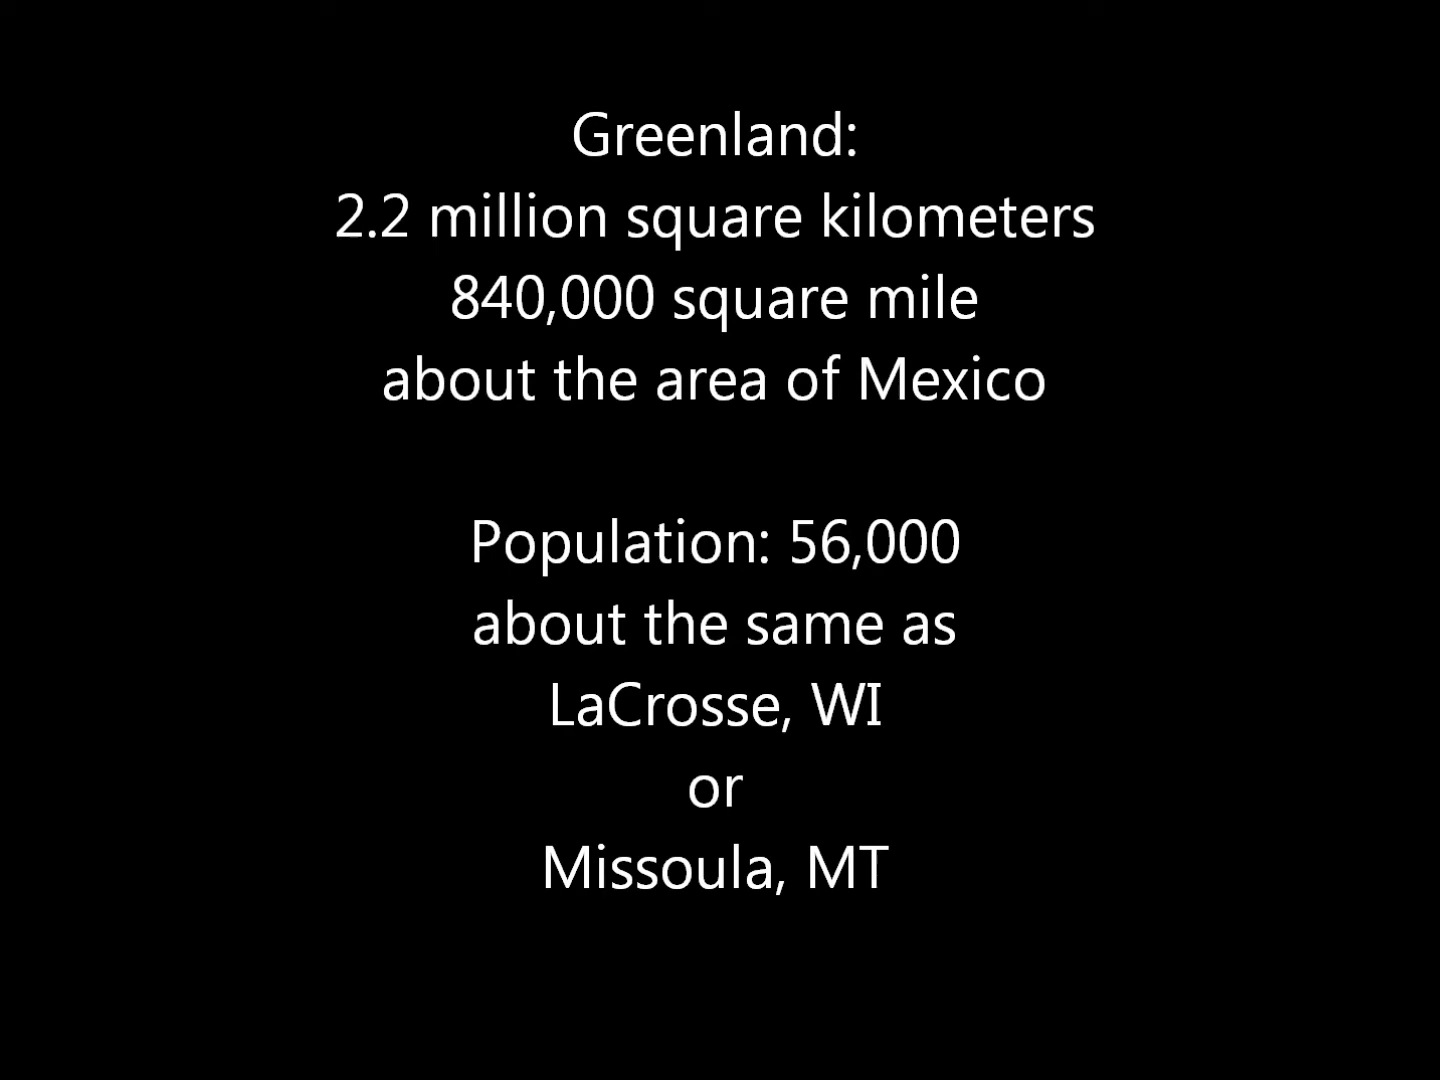 Greenland:
2.2 million square kilometers
840,000 square mile
about the area of Mexico
Population: 56,000
about the same as
LaCrosse, WI
or
Missoula, MT